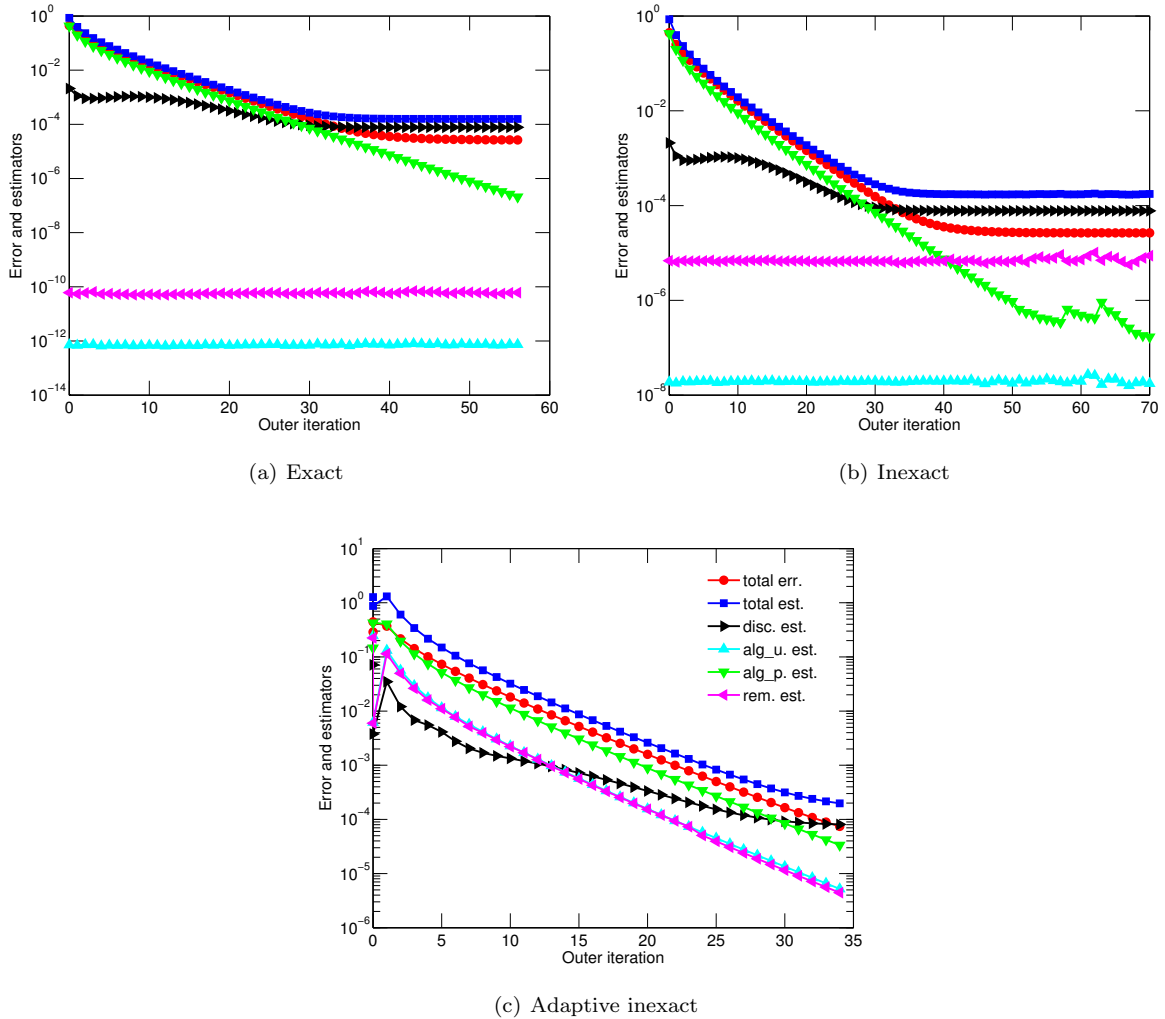 10^0
10^-2
10^-4
10^-6
10^-8
10^-10
10^-12
10^-14
0 10 20 30 40 50 60
Error and estimators
Outer iteration
(a) Exact
10^0
10^-2
10^-4
10^-6
10^-8
0 10 20 30 40 50 60 70
Error and estimators
Outer iteration
(b) Inexact
10^1
10^0
10^-1
10^-2
10^-3
10^-4
10^-5
10^-6
0 5 10 15 20 25 30 35
Error and estimators
Outer iteration
total err.
total est.
disc. est.
alg_u. est.
alg_p. est.
rem. est.
(c) Adaptive inexact